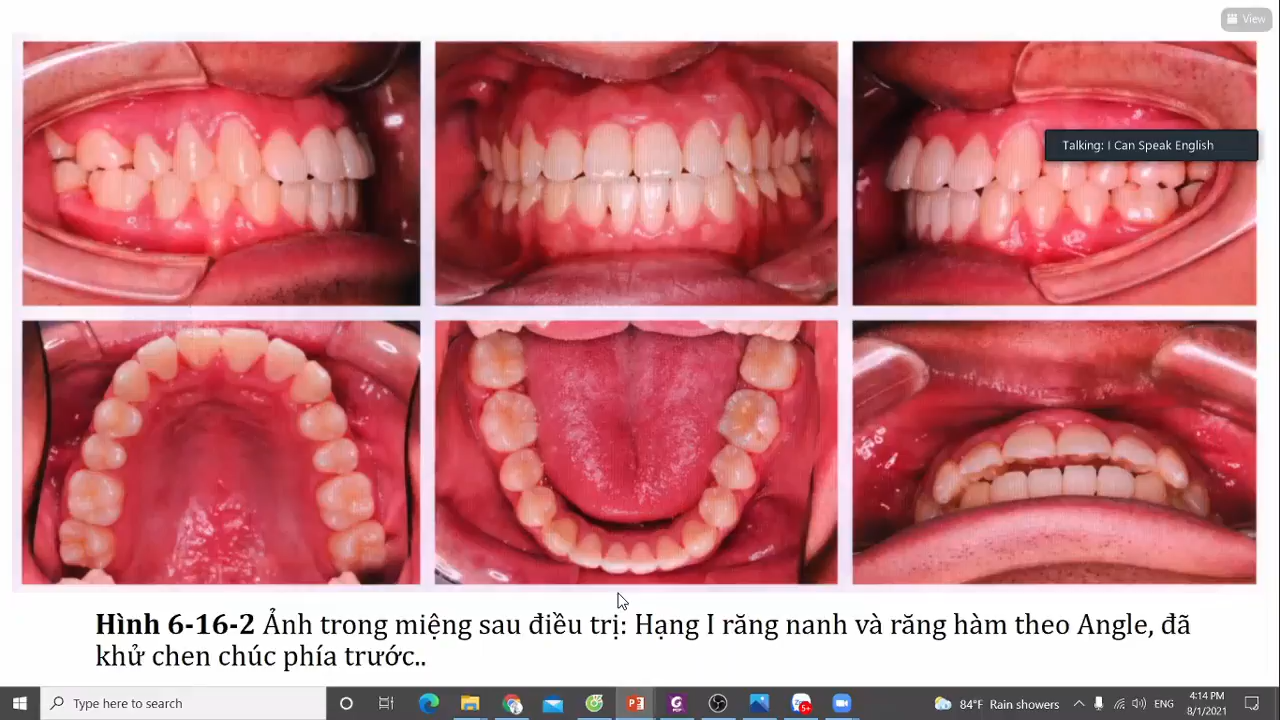 View
Talking: I Can Speak English
Hình 6-16-2 Ảnh trong miệng sau điều trị: Hạng I răng nanh và răng hàm theo Angle, đã
khử chen chúc phía trước..
Type here to search
84°F Rain showers
ENG
4:14 PM
8/1/2021